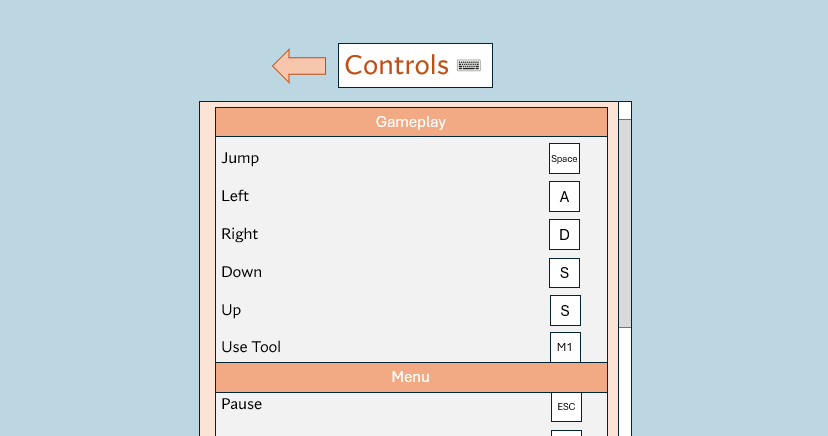 Controls
Gameplay
Jump Space
Left A
Right D
Down S
Up S
Use Tool M1
Menu
Pause ESC